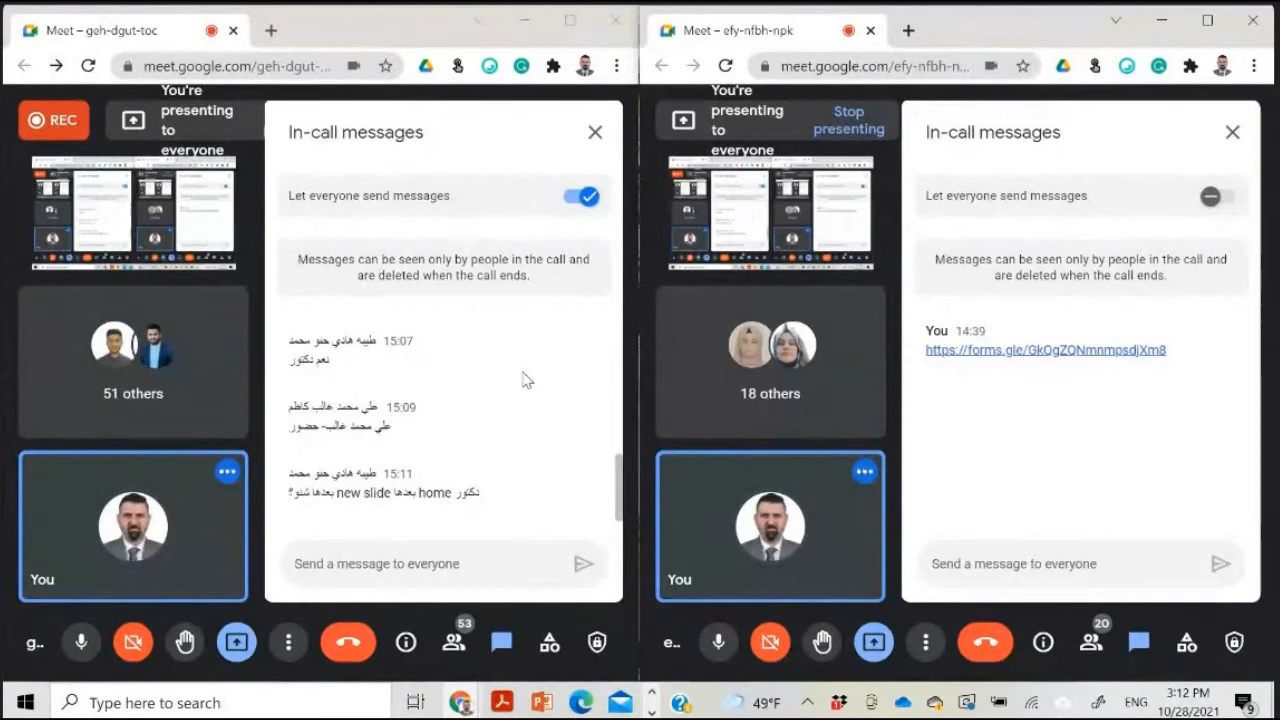 Meet – geh-dgut-toc
meet.google.com/geh-dgut-...
REC
You're
presenting
to
everyone
In-call messages
Let everyone send messages
Messages can be seen only by people in the call and
are deleted when the call ends.
طيبه هادي حبو محمد 15:07
نعم دكتور
علي محمد غالب كاظم 15:09
علي محمد غالب- حضور
طيبه هادي حبو محمد 15:11
دكتور home بعدها new slide بعدها شنو؟
51 others
You
Send a message to everyone
g..
53
Meet – efy-nfbh-npk
meet.google.com/efy-nfbh-n...
You're
presenting
to
everyone
Stop
presenting
In-call messages
Let everyone send messages
Messages can be seen only by people in the call and
are deleted when the call ends.
You 14:39
https://forms.gle/GkQgZQNmnmpsdjXm8
18 others
You
Send a message to everyone
e..
20
Type here to search
49°F
ENG
3:12 PM
10/28/2021
9